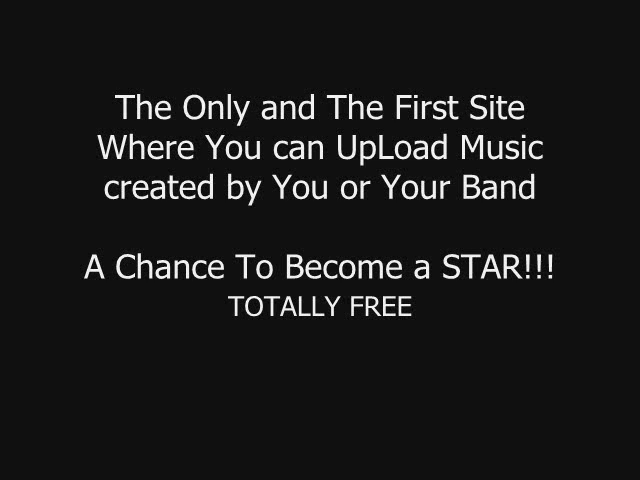 The Only and The First Site
Where You can UpLoad Music
created by You or Your Band
A Chance To Become a STAR!!!
TOTALLY FREE